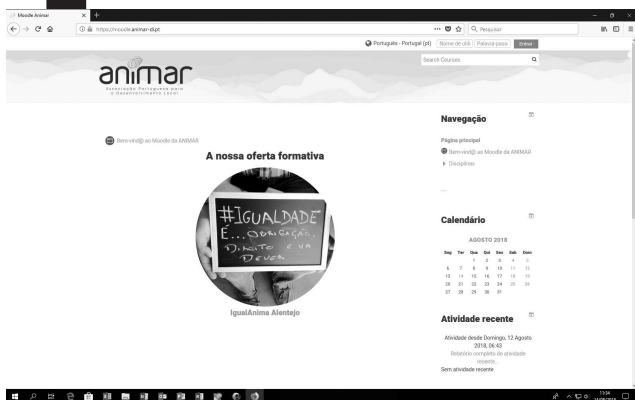 Moodle Animar
https://moodle.animar-dl.pt
Pesquisar
Português - Portugal (pt)
Nome de utili
Palavra-passe
Entrar
Search Courses
animar
Associação Portuguesa para
o Desenvolvimento Local
Bem-vind@ ao Moodle da ANIMAR
A nossa oferta formativa
#IGUALDADE
É... OBRIGAÇÃO.
DIREITO E UM
DEVER
IgualAnima Alentejo
Navegação
Página principal
Bem-vind@ ao Moodle da ANIMAR
Disciplinas
Calendário
AGOSTO 2018
Seg Ter Qua Qui Sex Sáb Dom
1 2 3 4 5
6 7 8 9 10 11 12
13 14 15 16 17 18 19
20 21 22 23 24 25 26
27 28 29 30 31
Atividade recente
Atividade desde Domingo, 12 Agosto
2018, 06:43
Relatório completo de atividade
recente...
Sem atividade recente
11:34
14/08/2018